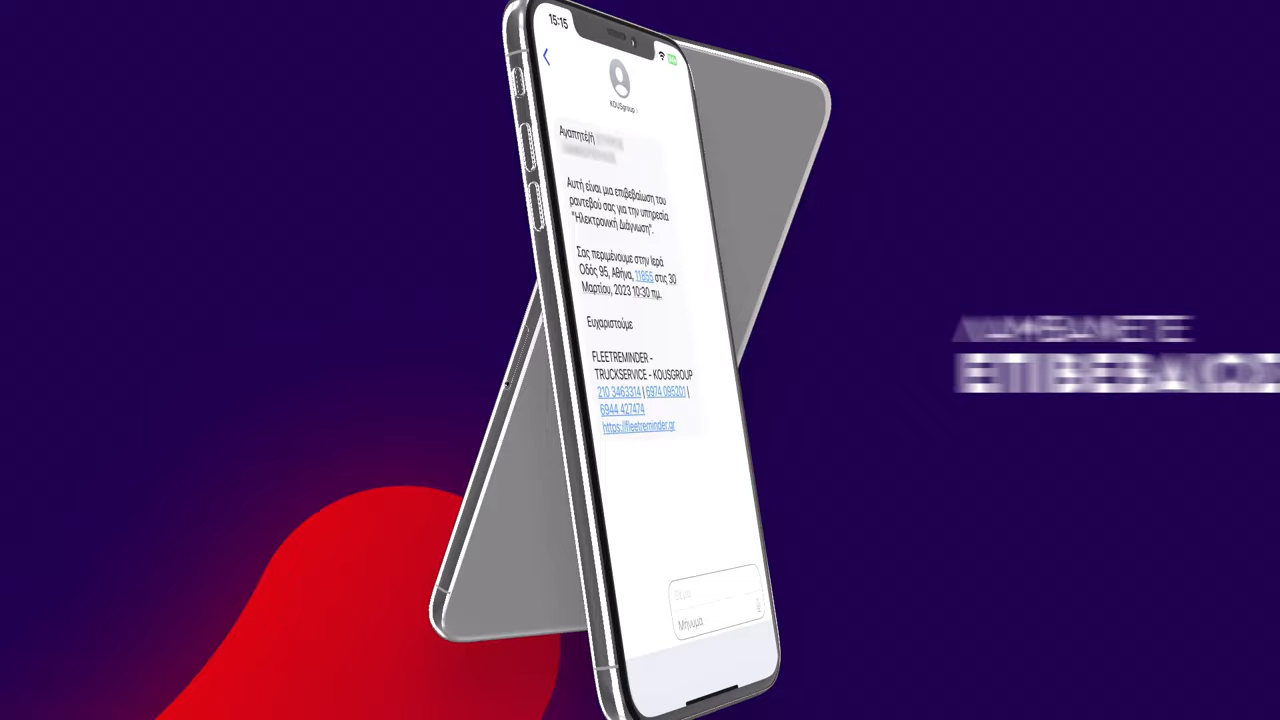 15:15
KOUSgroup
Αγαπητέ/ή
Αυτή είναι μια επιβεβαίωση του
ραντεβού σας για την υπηρεσία
"Ηλεκτρονική Διάγνωση".
Σας περιμένουμε στην Ιερά
Οδός 95, Αθήνα, 11855 στις 30
Μαρτίου, 2023 10:30 πμ.
Ευχαριστούμε
FLEETREMINDER -
TRUCKSERVICE - KOUSGROUP
210 3463314 | 6974 095201 |
6944 427474
https://fleetreminder.gr
Θέμα
Μήνυμα